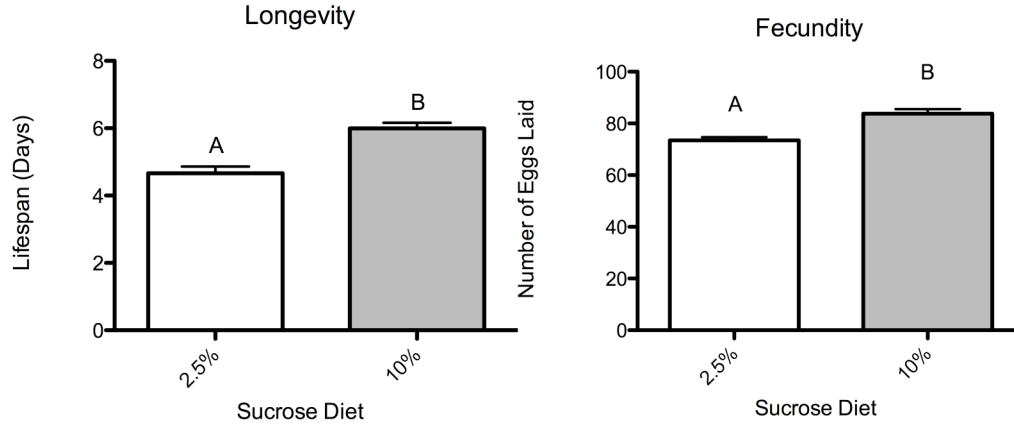 Longevity
Lifespan (Days)
8
6
4
2
0
A
B
2.5%
10%
Sucrose Diet
Fecundity
Number of Eggs Laid
100
80
60
40
20
0
A
B
2.5%
10%
Sucrose Diet